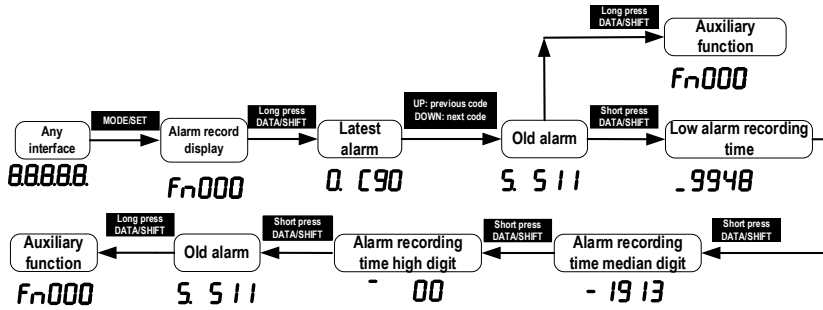 Long press
DATA/SHIFT
Auxiliary
function
Fn000
Any
interface
8.8.8.8.8.
MODE/SET
Alarm record
display
Fn000
Long press
DATA/SHIFT
Latest
alarm
0. C90
UP: previous code
DOWN: next code
Old alarm
5. 511
Short press
DATA/SHIFT
Low alarm recording
time
_9948
Auxiliary
function
Fn000
Long press
DATA/SHIFT
Old alarm
5. 511
Short press
DATA/SHIFT
Alarm recording
time high digit
‾ 00
Short press
DATA/SHIFT
Alarm recording
time median digit
- 1913
Short press
DATA/SHIFT